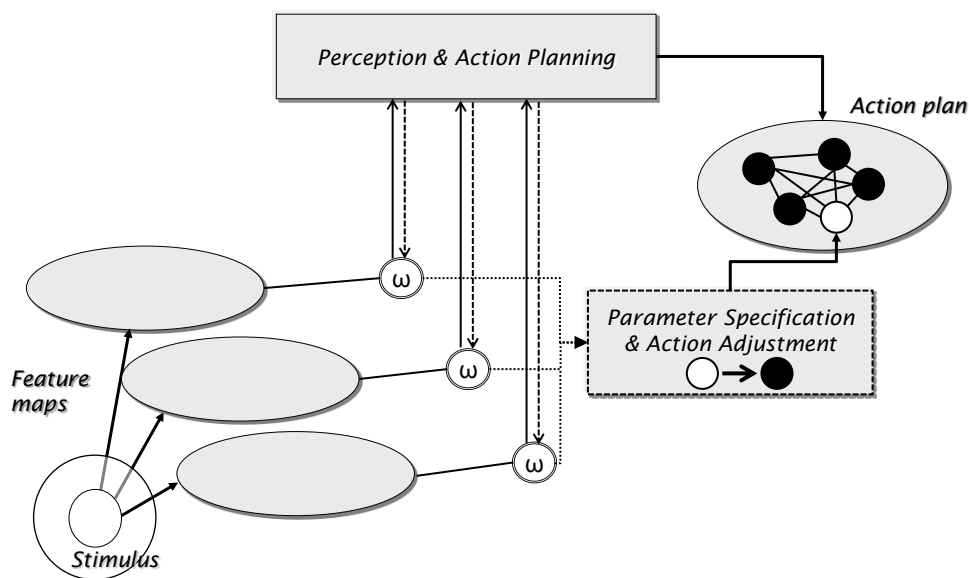 Perception & Action Planning
Action plan
ω
Parameter Specification
& Action Adjustment
ω
Feature
maps
ω
Stimulus